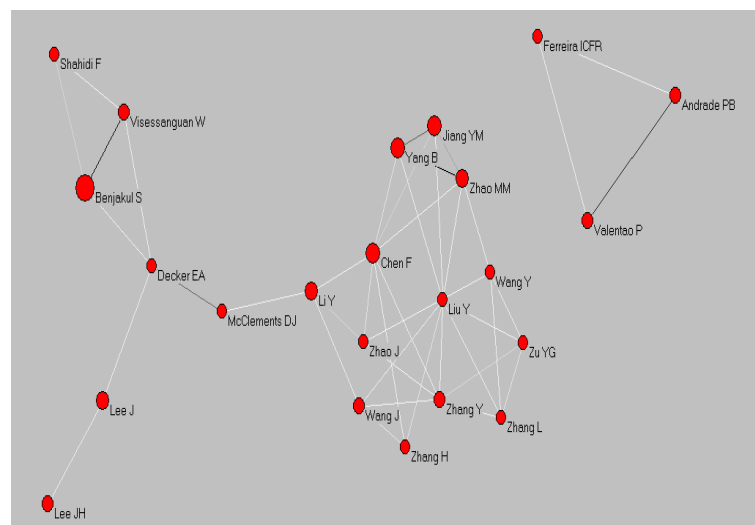 Ferreira ICFR
Shahidi F
Andrade PB
Visessanguan W
Jiang YM
Yang B
Zhao MM
Benjakul S
Valentao P
Chen F
Decker EA
Wang Y
Li Y
Liu Y
McClements DJ
Zhao J
Zu YG
Lee J
Wang J
Zhang Y
Zhang L
Zhang H
Lee JH